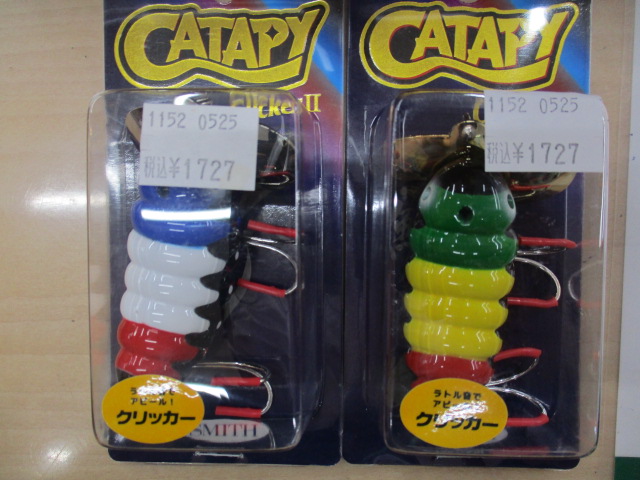 CATAPY
Flicker II
1152 0525
税込¥1727
アピール!
クリッカー
SMITH
CATAPY
1152 0525
税込¥1727
ラトル音で
クリッカー